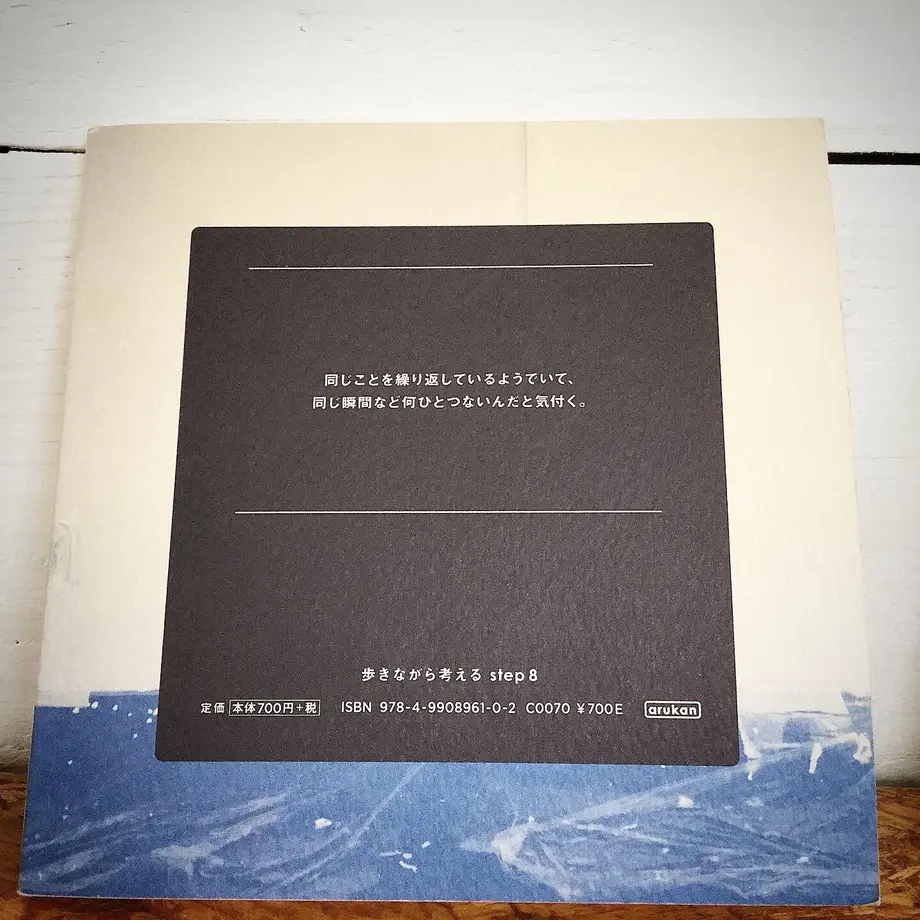 同じことを繰り返しているようでいて、
同じ瞬間など何ひとつないんだと気付く。
歩きながら考える step 8
定価 本体700円+税 ISBN 978-4-9908961-0-2 C0070 ¥700E arukan